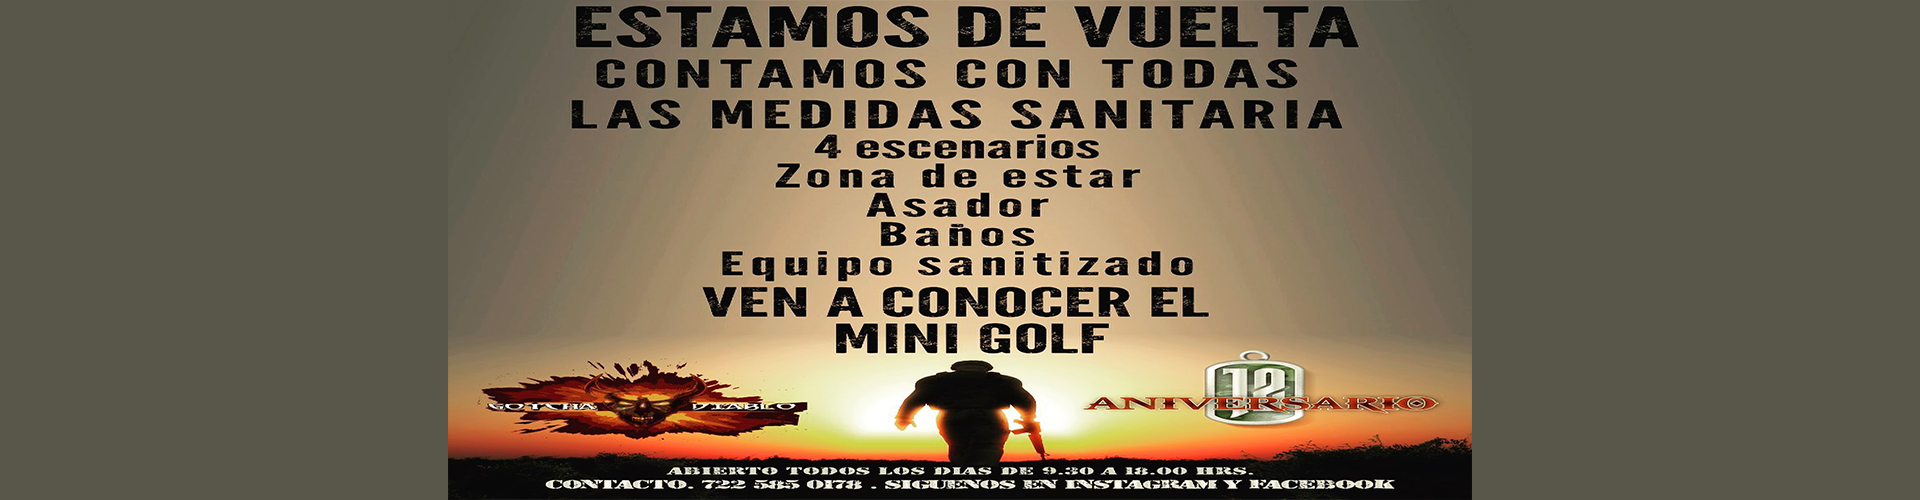 ESTAMOS DE VUELTA
CONTAMOS CON TODAS
LAS MEDIDAS SANITARIA
4 escenarios
Zona de estar
Asador
Baños
Equipo sanitizado
VEN A CONOCER EL
MINI GOLF
GOTCHA DIABLO
12
ANIVERSARIO
ABIERTO TODOS LOS DIAS DE 9.30 A 18.00 HRS.
CONTACTO. 722 585 0178 . SIGUENOS EN INSTAGRAM Y FACEBOOK